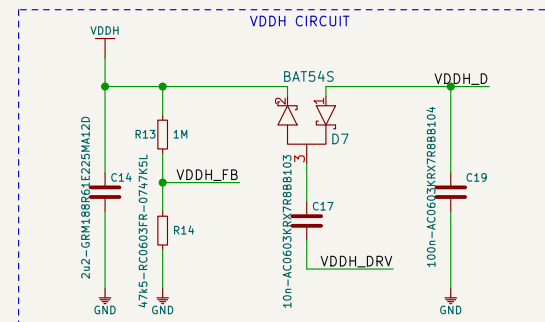 VDDH CIRCUIT
VDDH
BAT54S
VDDH_D
2
1
D7
3
R13
1M
C14
VDDH_FB
R14
C17
C19
2u2-GRM188R61E225MA12D
47k5-RC0603FR-0747K5L
10n-AC0603KRX7R8BB103
100n-AC0603KRX7R8BB104
VDDH_DRV
GND
GND
GND